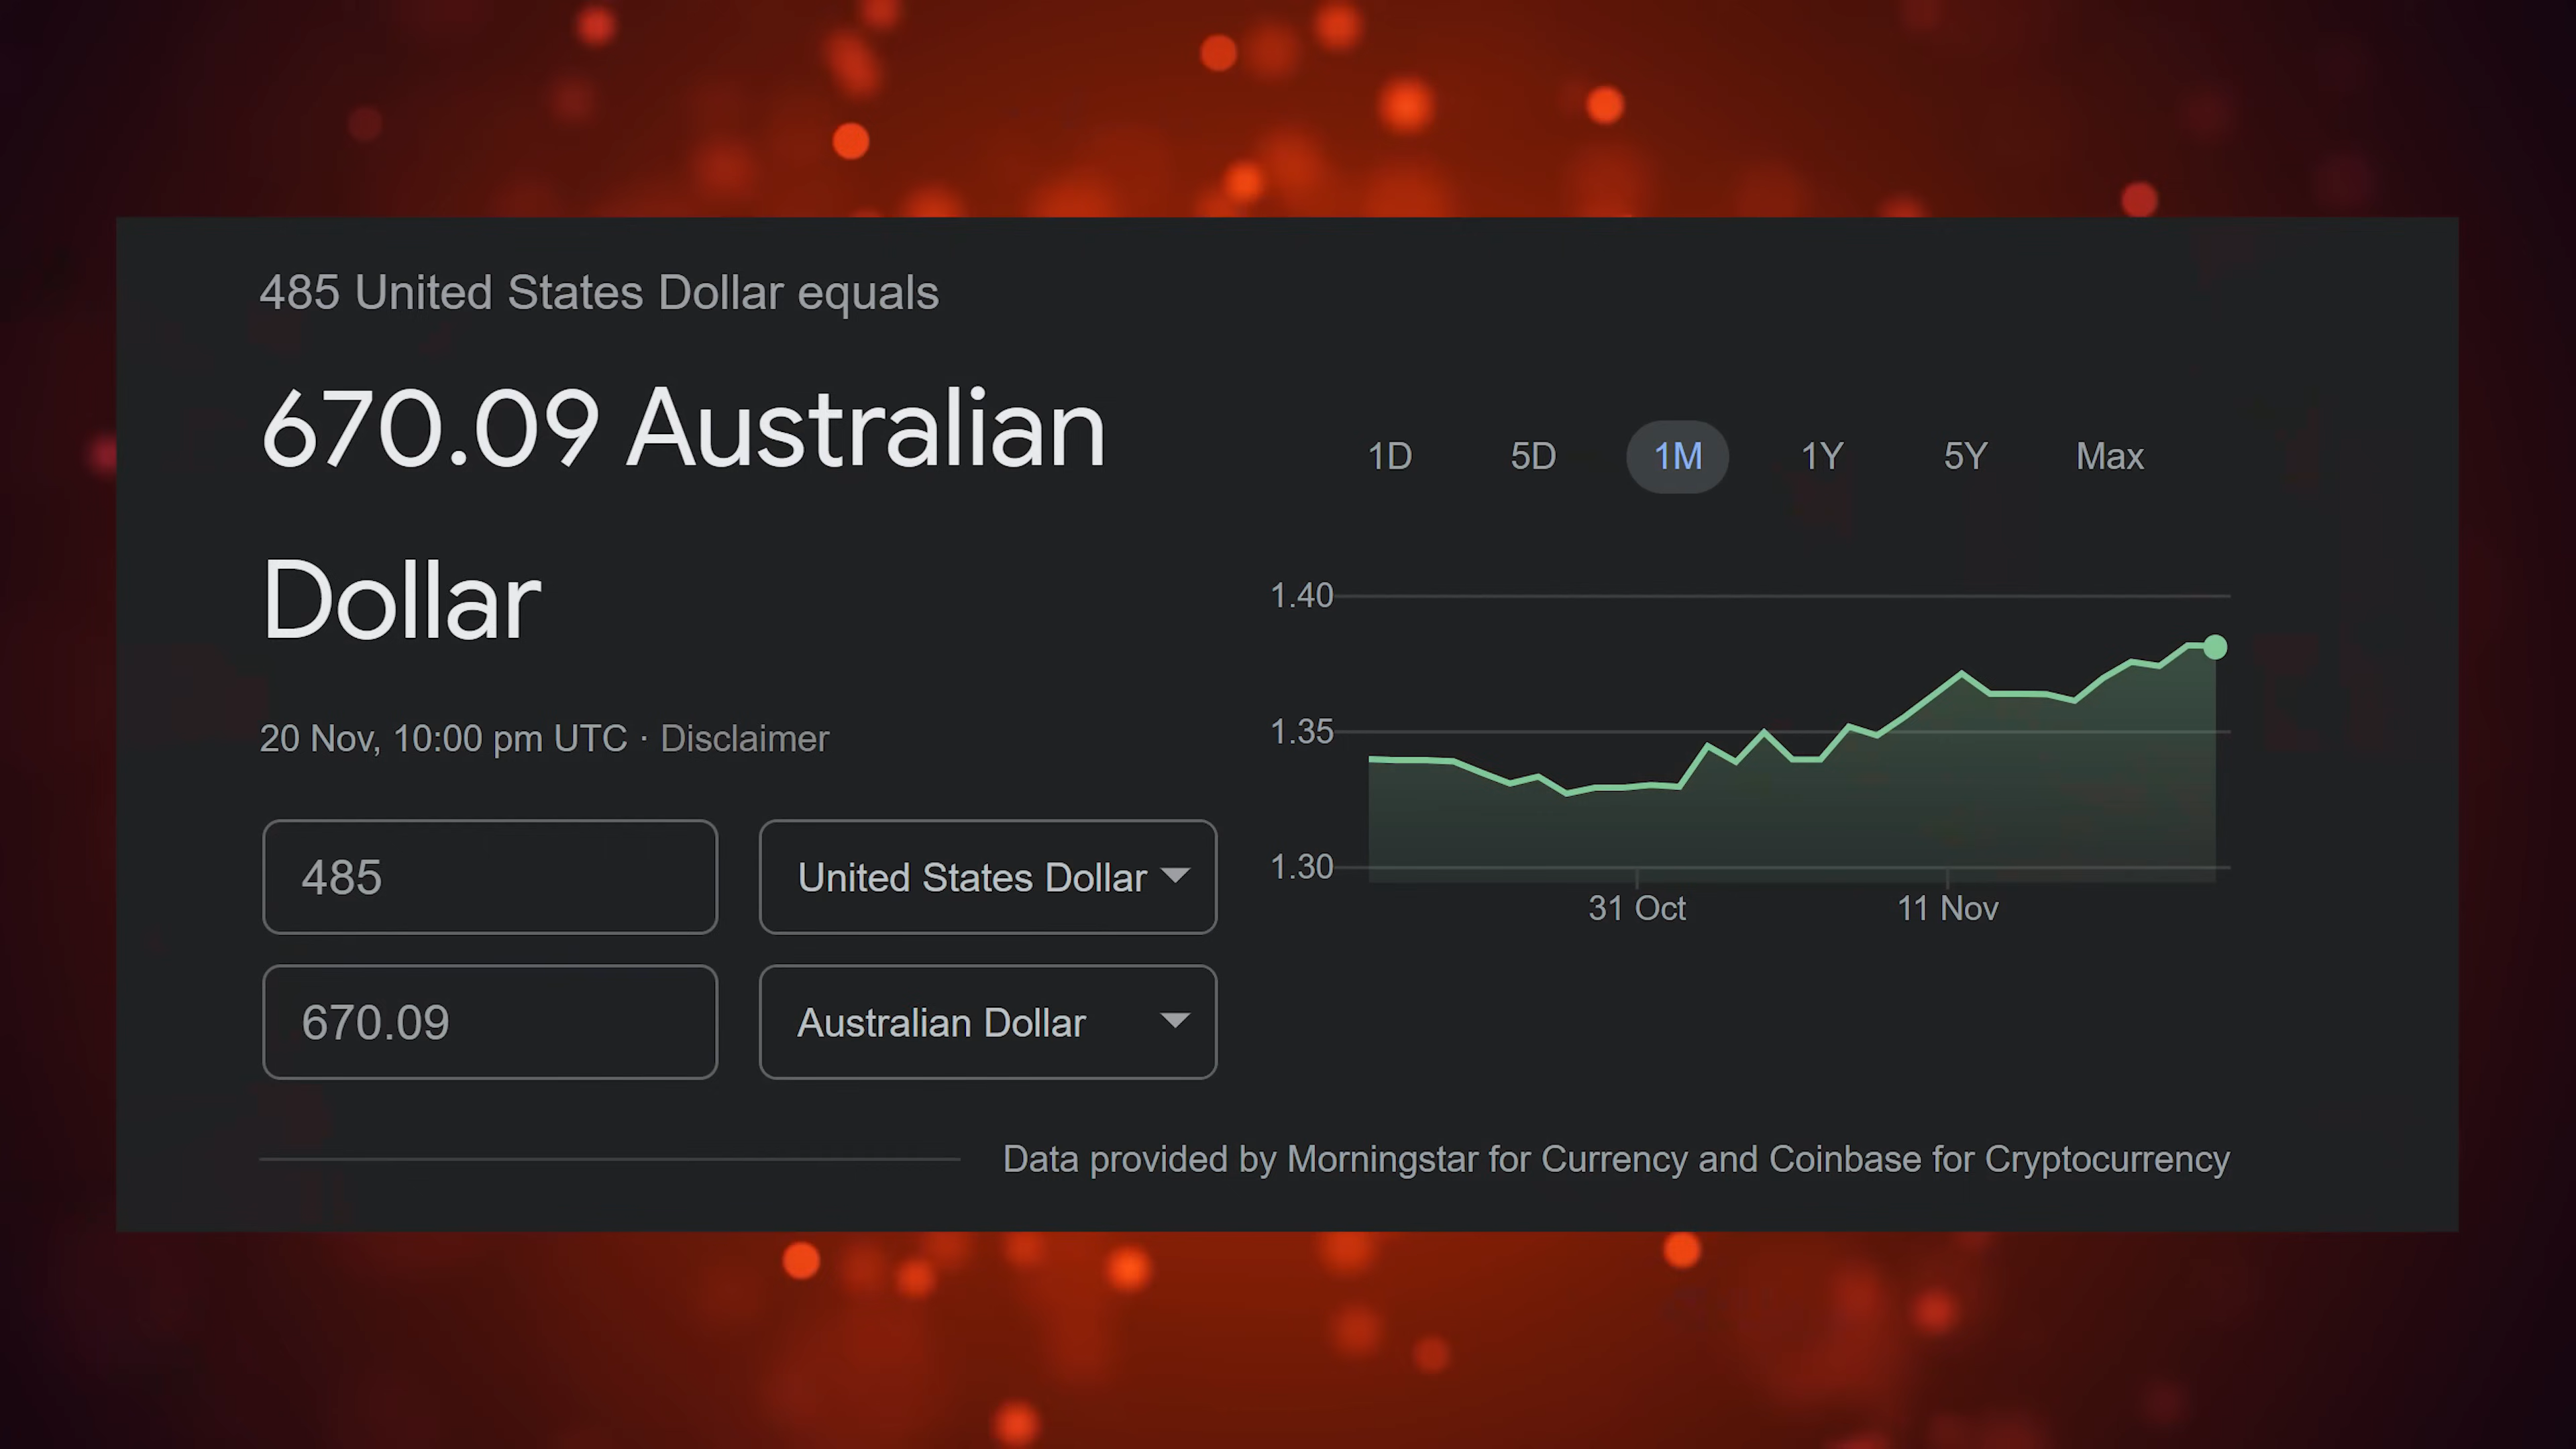 485 United States Dollar equals
670.09 Australian
Dollar
20 Nov, 10:00 pm UTC · Disclaimer
485
United States Dollar
670.09
Australian Dollar
1D 5D 1M 1Y 5Y Max
1.40
1.35
1.30
31 Oct 11 Nov
Data provided by Morningstar for Currency and Coinbase for Cryptocurrency